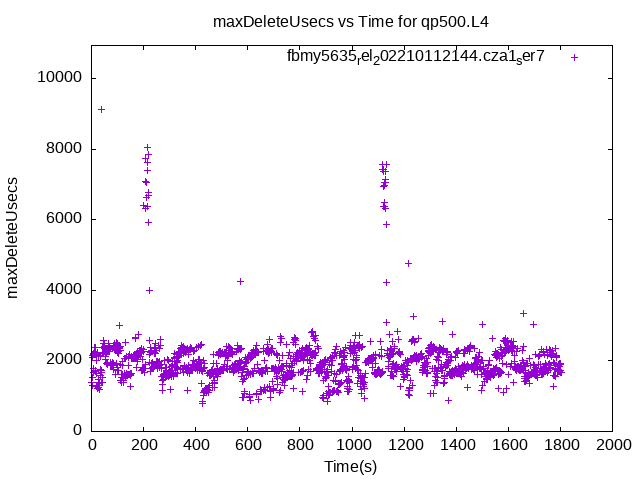 maxDeleteUsecs vs Time for qp500.L4
fbmy5635rel202210112144.cza1ser7
maxDeleteUsecs
10000
8000
6000
4000
2000
0
0 200 400 600 800 1000 1200 1400 1600 1800 2000
Time(s)